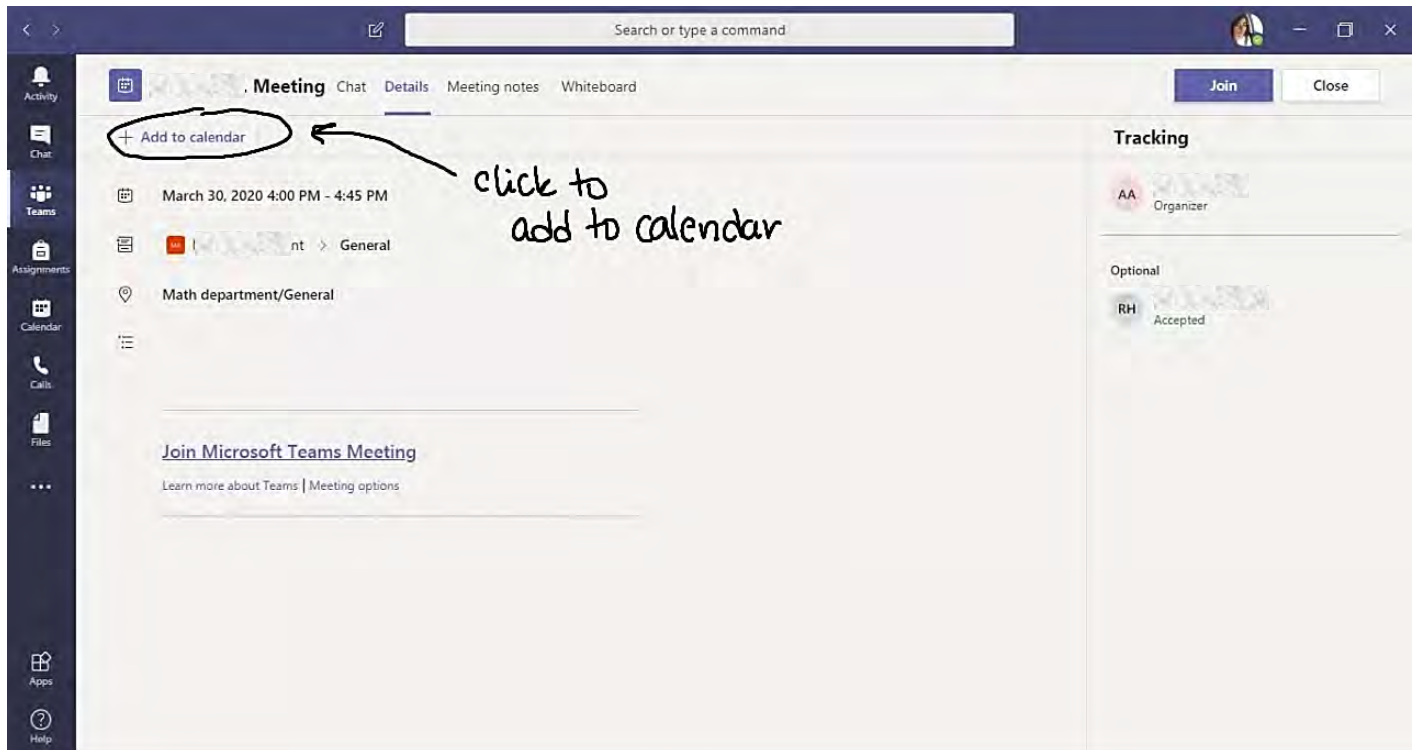 Search or type a command
Activity
Chat
Teams
Assignments
Calendar
Calls
Files
Apps
Help
. Meeting Chat Details Meeting notes Whiteboard
Join Close
+ Add to calendar
click to
add to calendar
March 30, 2020 4:00 PM - 4:45 PM
nt > General
Math department/General
Join Microsoft Teams Meeting
Learn more about Teams | Meeting options
Tracking
AA
Organizer
Optional
RH
Accepted